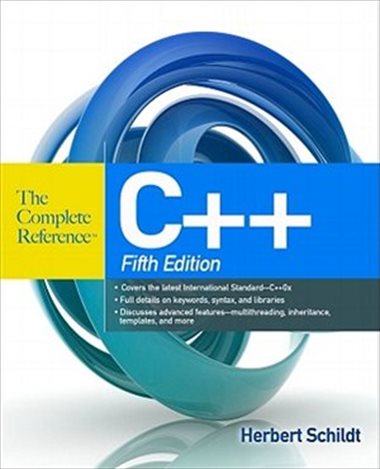 The
Complete
Reference™
C++
Fifth Edition
• Covers the latest International Standard—C++0x
• Full details on keywords, syntax, and libraries
• Discusses advanced features—multithreading, inheritance,
templates, and more
Herbert Schildt